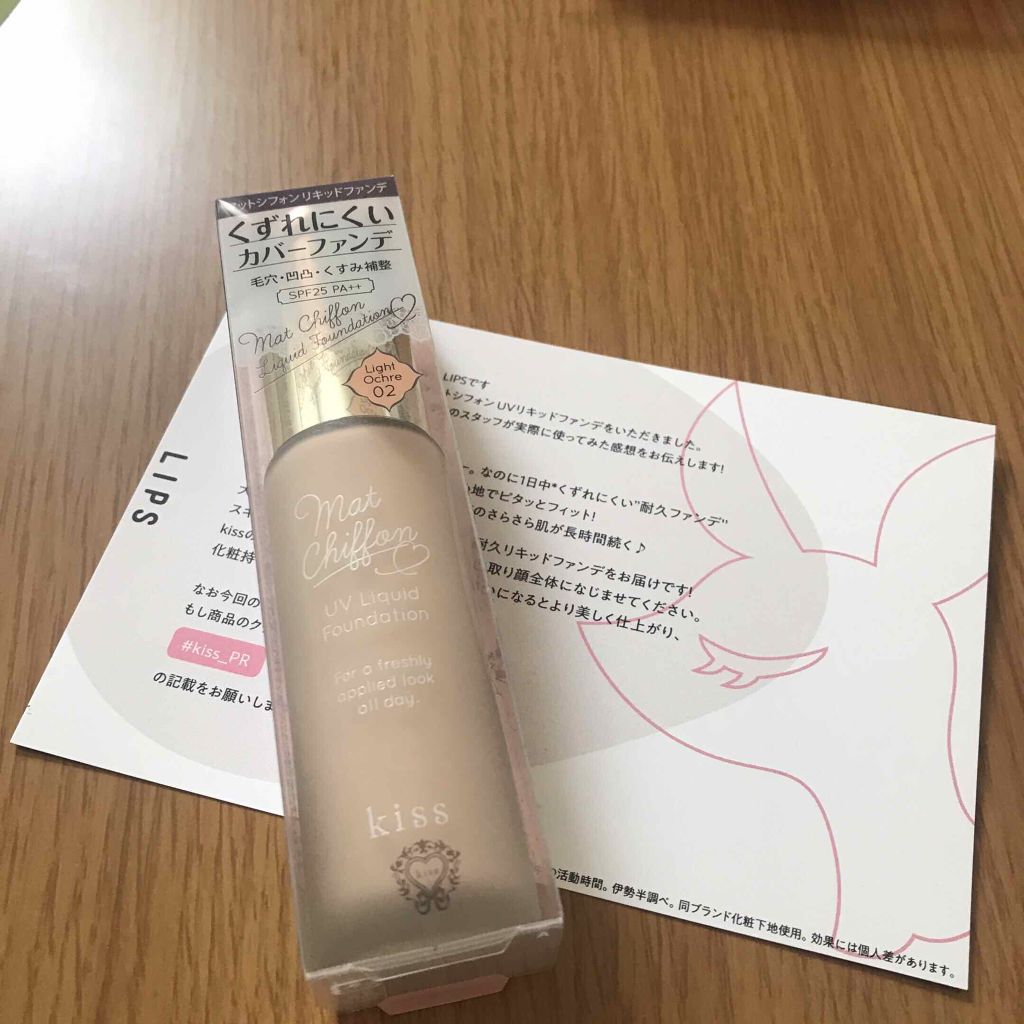 ットシフォン リキッドファンデ
くずれにくい
カバーファンデ
毛穴・凹凸・くすみ補整
SPF25 PA++
Mat Chiffon
Liquid Foundation
Light
Ochre
02
Mat
Chiffon
UV Liquid
Foundation
For a freshly
applied look
all day.
kiss
LIPS
LIPSです
トシフォン UVリキッドファンデをいただきました。
のスタッフが実際に使ってみた感想をお伝えします!
ー。なのに1日中*くずれにくい"耐久ファンデ"
地でピタッとフィット!
のさらさら肌が長時間続く♪
耐久リキッドファンデをお届けです!
取り顔全体になじませてください。
いになるとより美しく仕上がり、
スキ
kissの
化粧持
なお今回の
もし商品のク
#kiss_PR
の記載をお願いしま
の活動時間。伊勢半調べ。同ブランド化粧下地使用。効果には個人差があります。